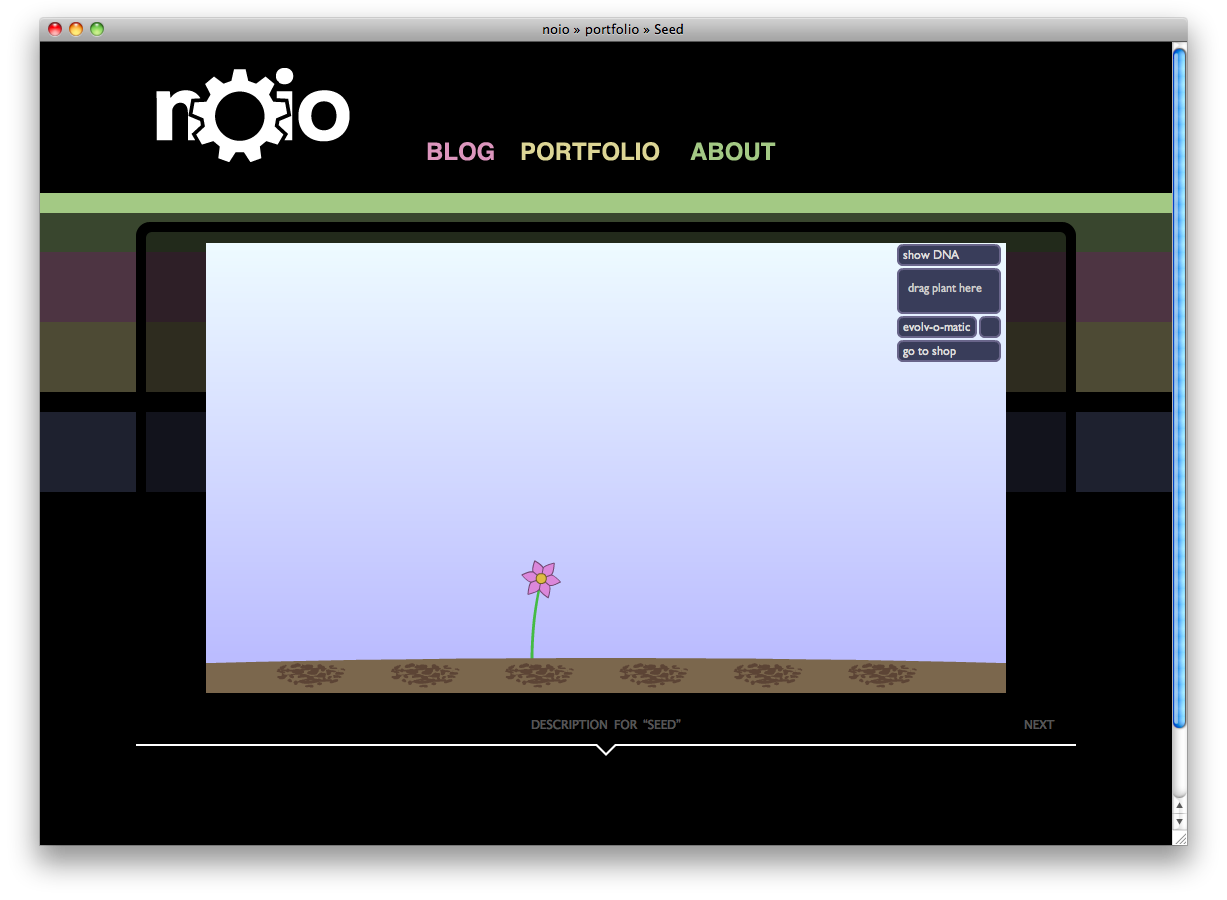 noio » portfolio » Seed
noio
BLOG PORTFOLIO ABOUT
show DNA
drag plant here
evolv-o-matic
go to shop
DESCRIPTION FOR “SEED”
NEXT